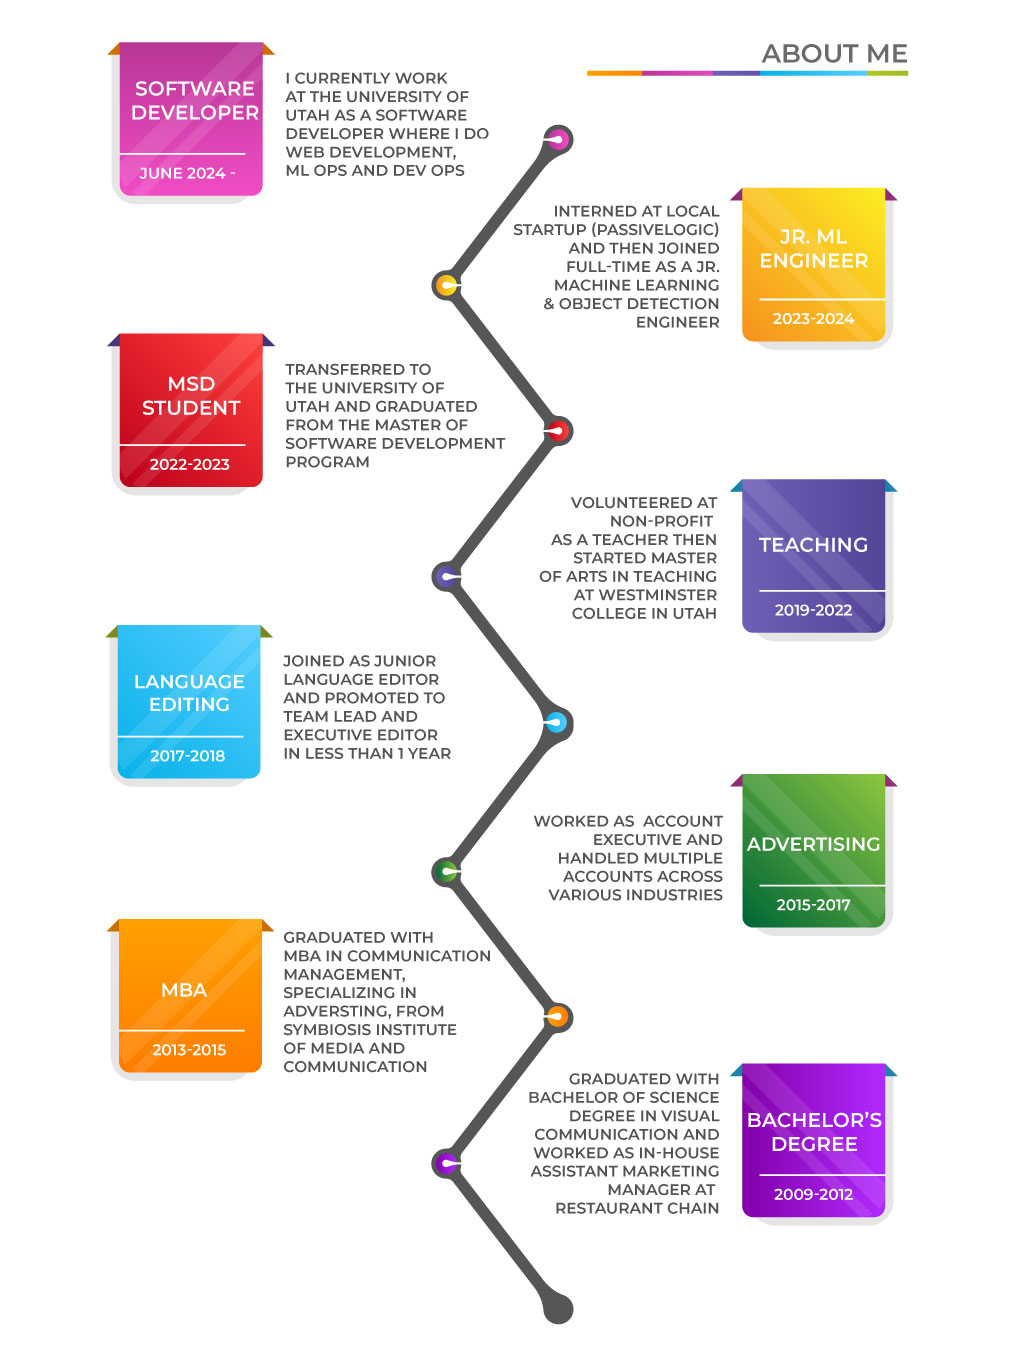 ABOUT ME
SOFTWARE
DEVELOPER
JUNE 2024 -
I CURRENTLY WORK
AT THE UNIVERSITY OF
UTAH AS A SOFTWARE
DEVELOPER WHERE I DO
WEB DEVELOPMENT,
ML OPS AND DEV OPS
INTERNED AT LOCAL
STARTUP (PASSIVELOGIC)
AND THEN JOINED
FULL-TIME AS A JR.
MACHINE LEARNING
& OBJECT DETECTION
ENGINEER
JR. ML
ENGINEER
2023-2024
MSD
STUDENT
2022-2023
TRANSFERRED TO
THE UNIVERSITY OF
UTAH AND GRADUATED
FROM THE MASTER OF
SOFTWARE DEVELOPMENT
PROGRAM
VOLUNTEERED AT
NON-PROFIT
AS A TEACHER THEN
STARTED MASTER
OF ARTS IN TEACHING
AT WESTMINSTER
COLLEGE IN UTAH
TEACHING
2019-2022
LANGUAGE
EDITING
2017-2018
JOINED AS JUNIOR
LANGUAGE EDITOR
AND PROMOTED TO
TEAM LEAD AND
EXECUTIVE EDITOR
IN LESS THAN 1 YEAR
WORKED AS ACCOUNT
EXECUTIVE AND
HANDLED MULTIPLE
ACCOUNTS ACROSS
VARIOUS INDUSTRIES
ADVERTISING
2015-2017
MBA
2013-2015
GRADUATED WITH
MBA IN COMMUNICATION
MANAGEMENT,
SPECIALIZING IN
ADVERSTING, FROM
SYMBIOSIS INSTITUTE
OF MEDIA AND
COMMUNICATION
GRADUATED WITH
BACHELOR OF SCIENCE
DEGREE IN VISUAL
COMMUNICATION AND
WORKED AS IN-HOUSE
ASSISTANT MARKETING
MANAGER AT
RESTAURANT CHAIN
BACHELOR'S
DEGREE
2009-2012